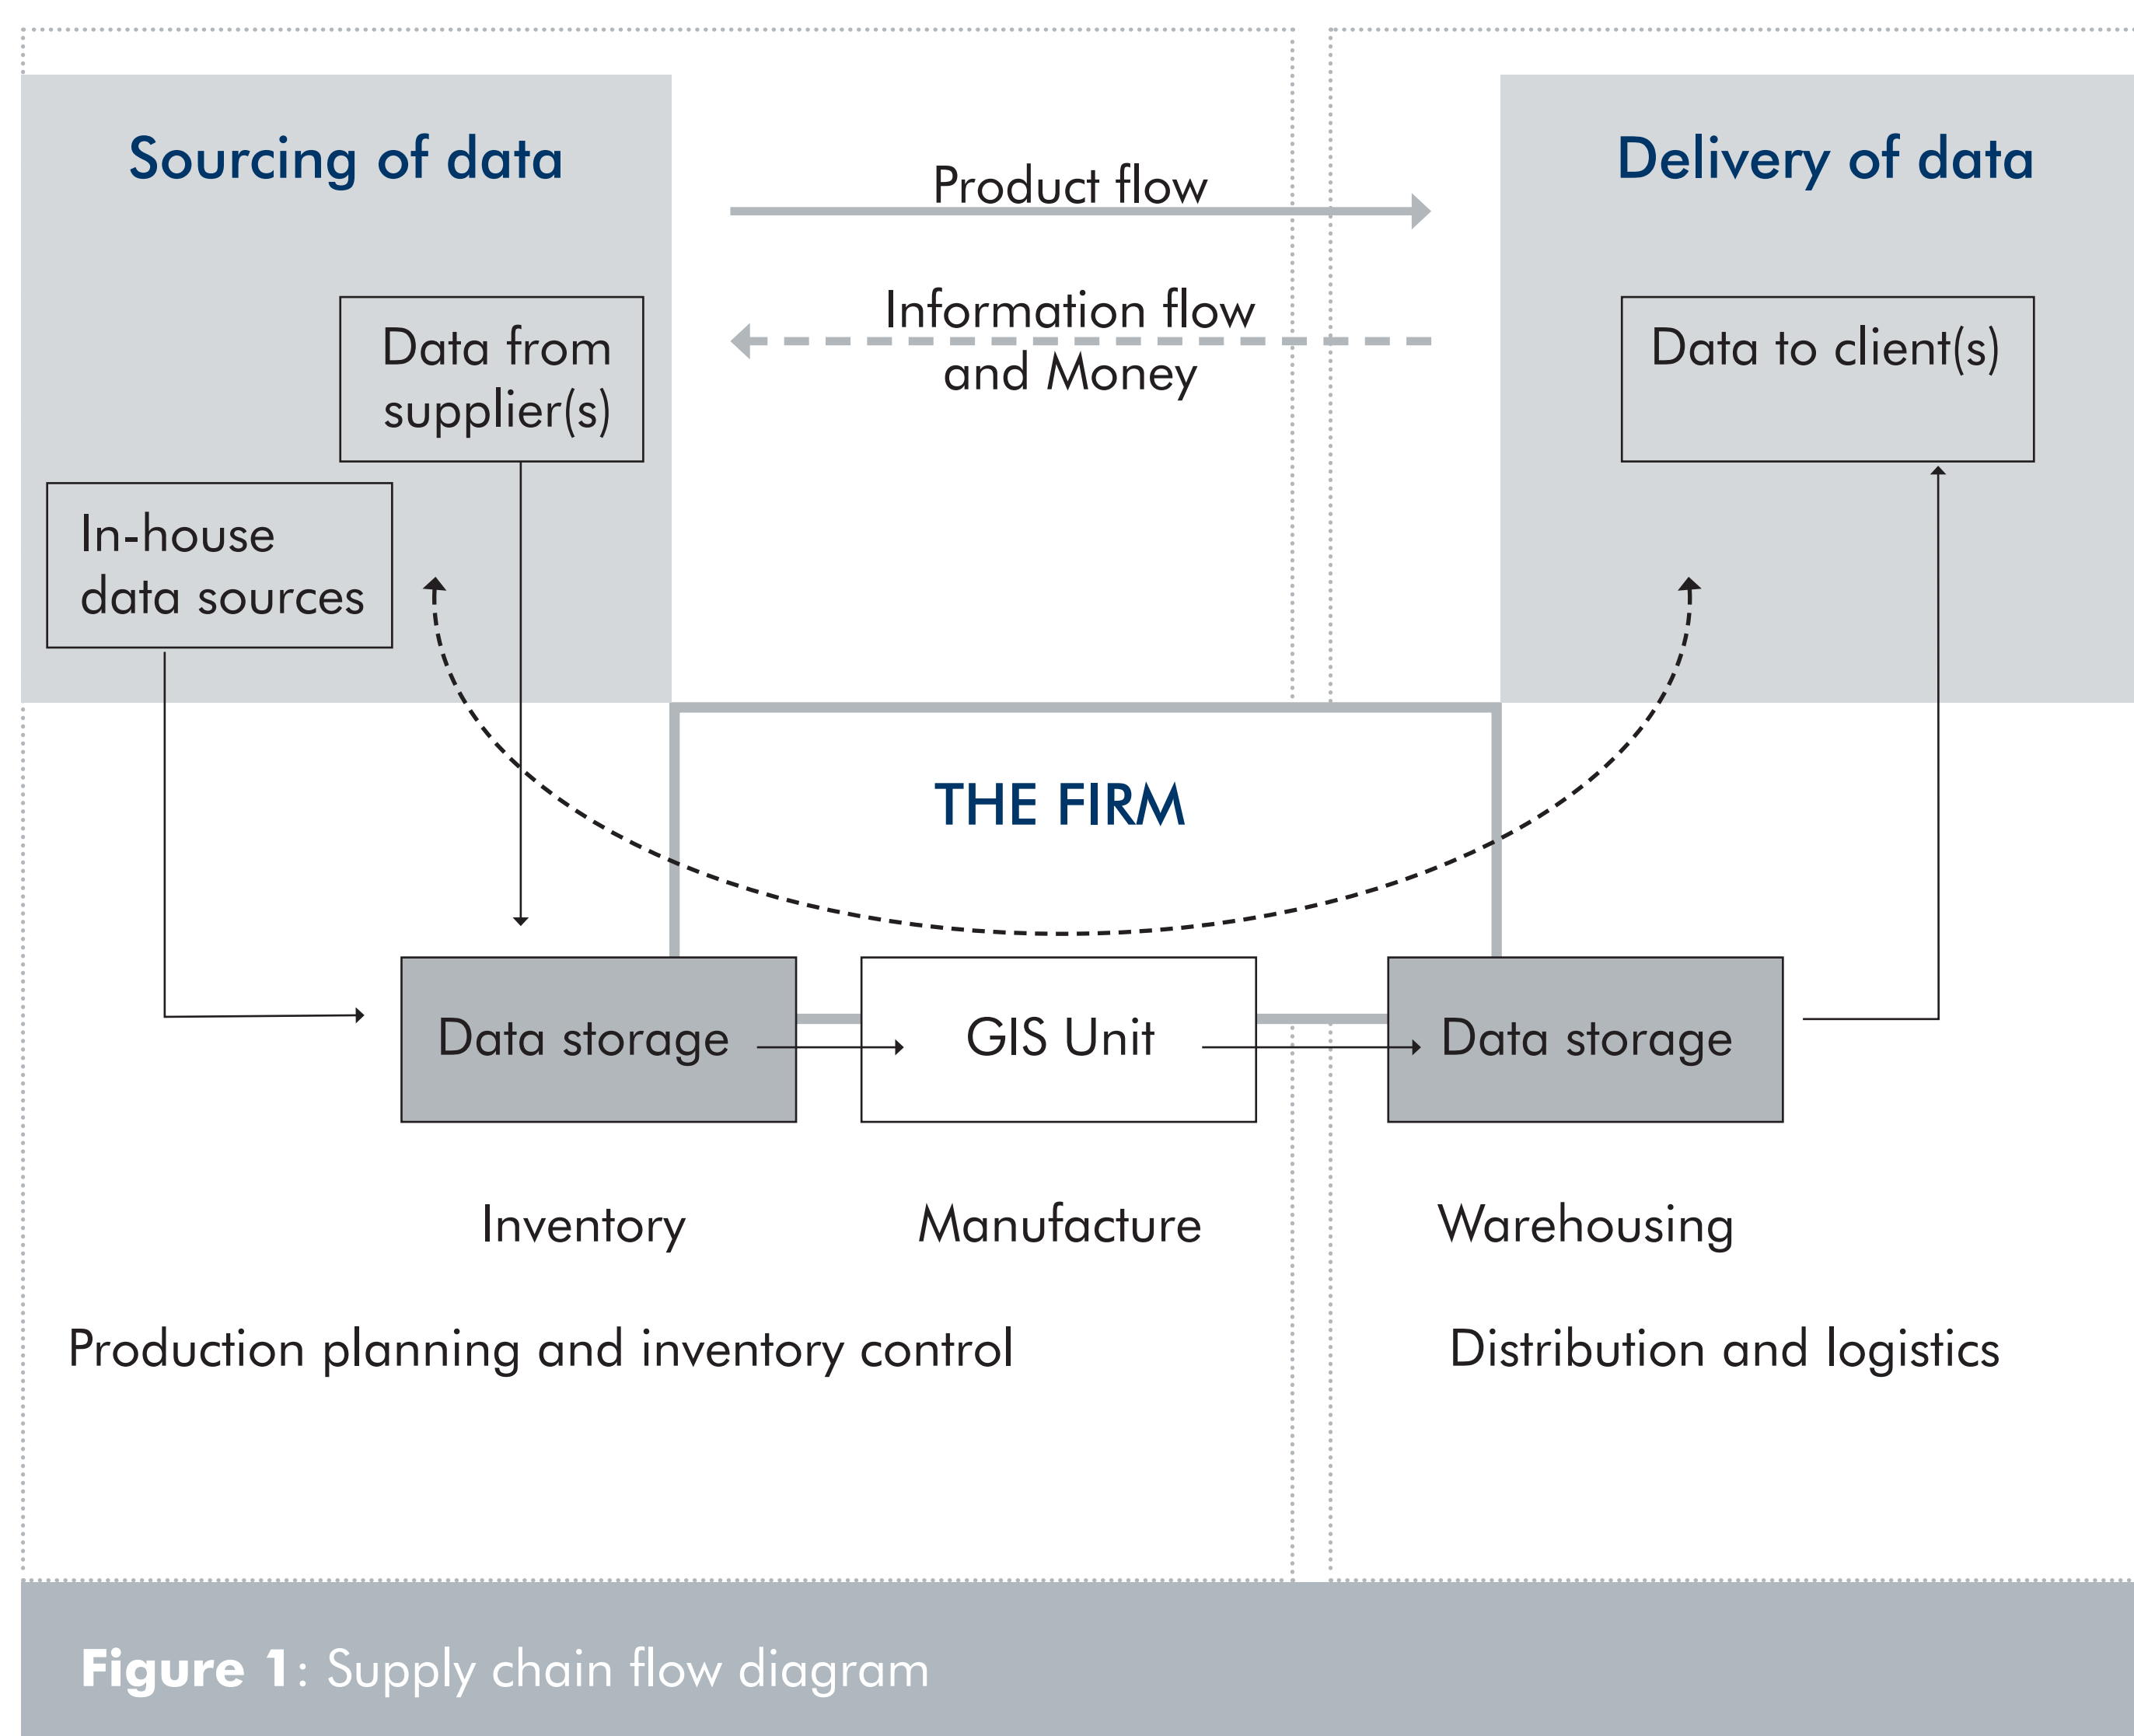 Sourcing of data
Product flow
Delivery of data
Information flow
and Money
Data from
supplier(s)
Data to client(s)
In-house
data sources
THE FIRM
Data storage
GIS Unit
Data storage
Inventory
Manufacture
Warehousing
Production planning and inventory control
Distribution and logistics
Figure 1: Supply chain flow diagram